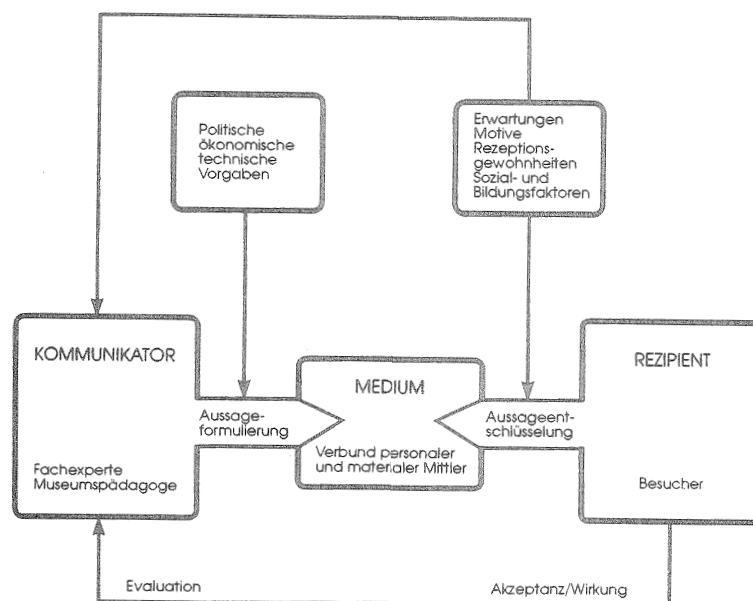 Politische
ökonomische
technische
Vorgaben
Erwartungen
Motive
Rezeptions-
gewohnheiten
Sozial- und
Bildungsfaktoren
KOMMUNIKATOR
Fachexperte
Museumspädagoge
Aussage-
formulierung
MEDIUM
Verbund personaler
und materialer Mittler
Aussageent-
schlüsselung
REZIPIENT
Besucher
Evaluation
Akzeptanz/Wirkung